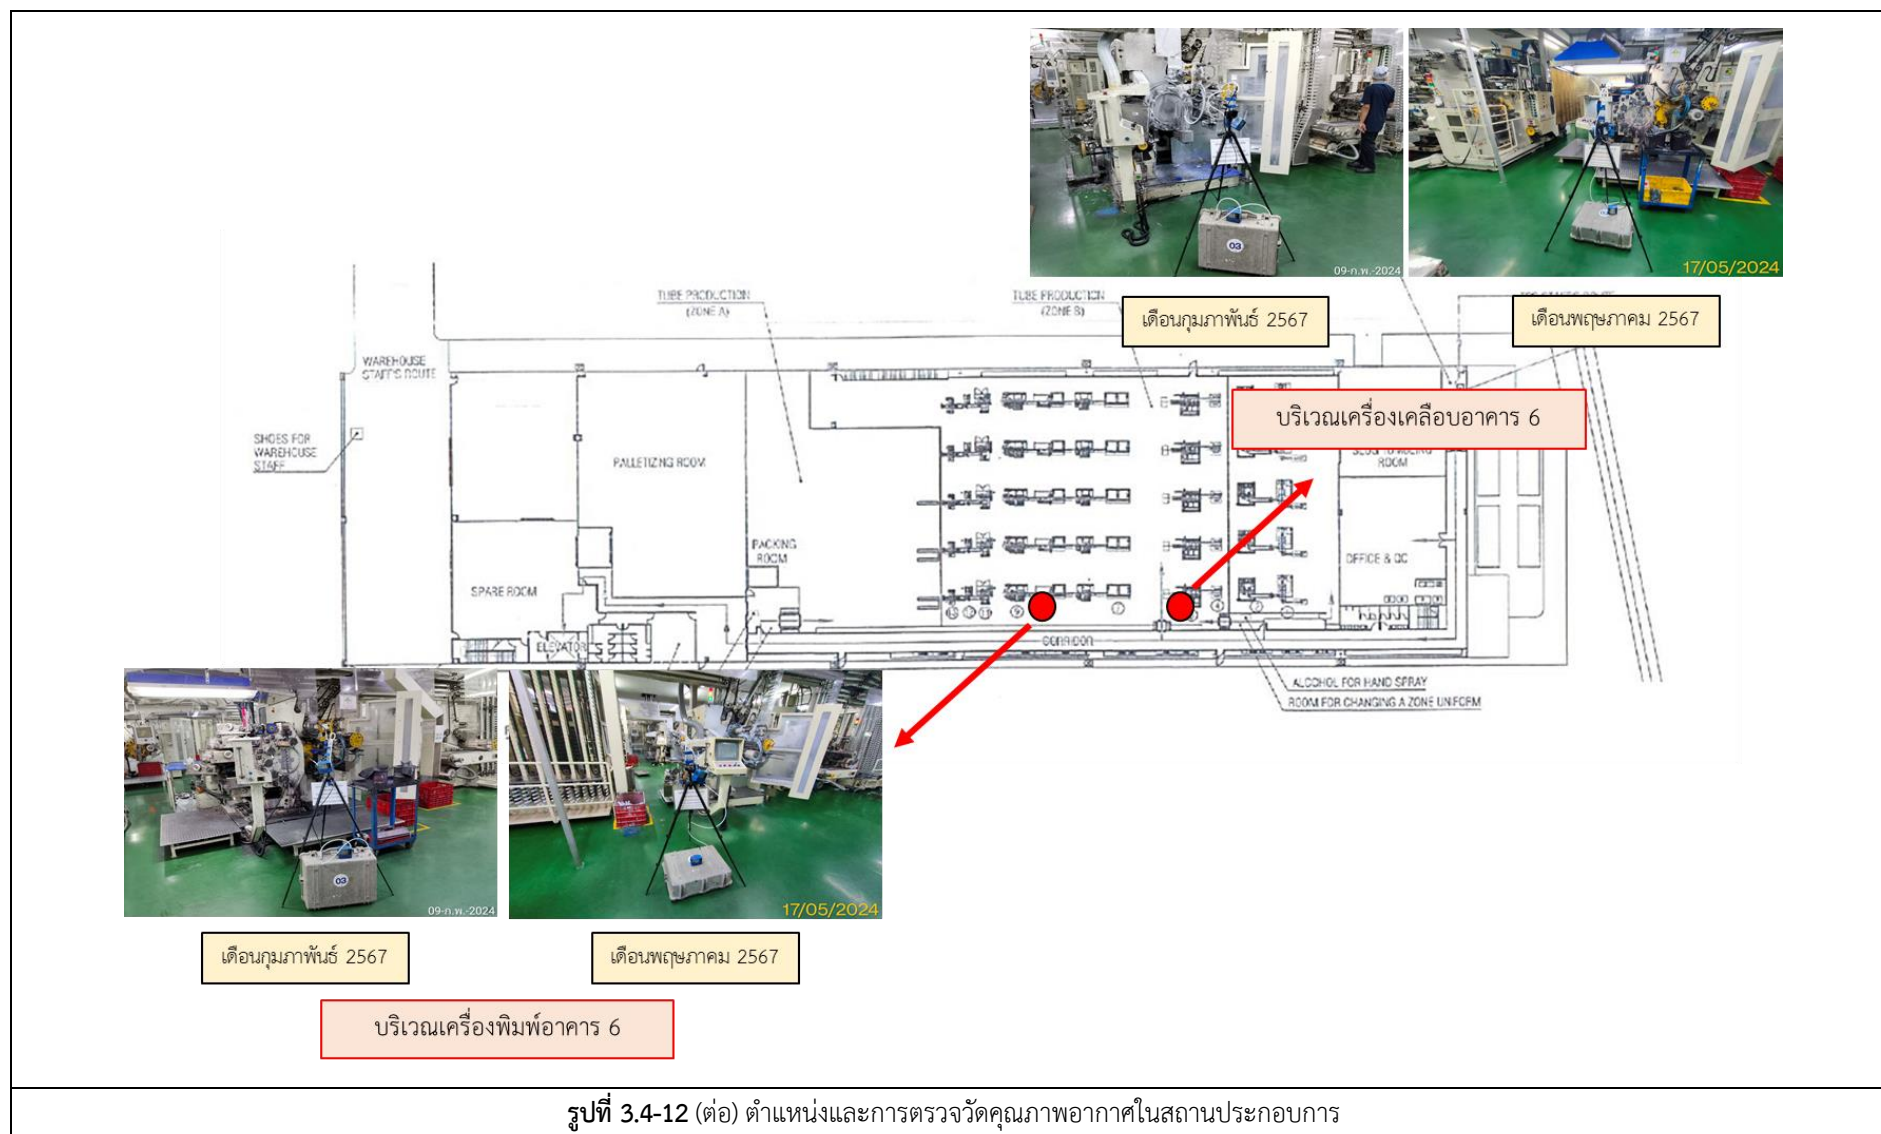 03
09-ก.พ.-2024
17/05/2024
เดือนกุมภาพันธ์ 2567
เดือนพฤษภาคม 2567
TUBE PRODUCTION
(ZONE A)
TUBE PRODUCTION
(ZONE B)
WAREHOUSE
STAFF'S ROUTE
บริเวณเครื่องเคลือบอาคาร 6
SHOES FOR
WAREHOUSE
STAFF
PALLETIZING ROOM
ROOM
PACKING
ROOM
OFFICE & QC
SPARE ROOM
ELEVATOR
CORRIDOR
ALCOHOL FOR HAND SPRAY
ROOM FOR CHANGING A ZONE UNIFORM
03
09-ก.พ.-2024
17/05/2024
เดือนกุมภาพันธ์ 2567
เดือนพฤษภาคม 2567
บริเวณเครื่องพิมพ์อาคาร 6
รูปที่ 3.4-12 (ต่อ) ตำแหน่งและการตรวจวัดคุณภาพอากาศในสถานประกอบการ